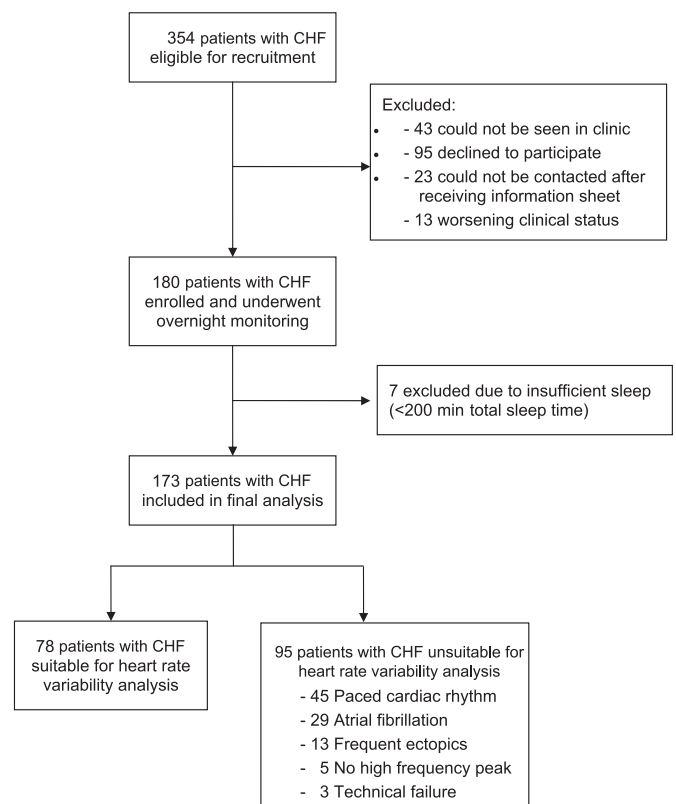 354 patients with CHF
eligible for recruitment
Excluded:
• - 43 could not be seen in clinic
• - 95 declined to participate
• - 23 could not be contacted after
receiving information sheet
- 13 worsening clinical status
180 patients with CHF
enrolled and underwent
overnight monitoring
7 excluded due to insufficient sleep
(<200 min total sleep time)
173 patients with CHF
included in final analysis
78 patients with CHF
suitable for heart rate
variability analysis
95 patients with CHF unsuitable for
heart rate variability analysis
- 45 Paced cardiac rhythm
- 29 Atrial fibrillation
- 13 Frequent ectopics
- 5 No high frequency peak
- 3 Technical failure